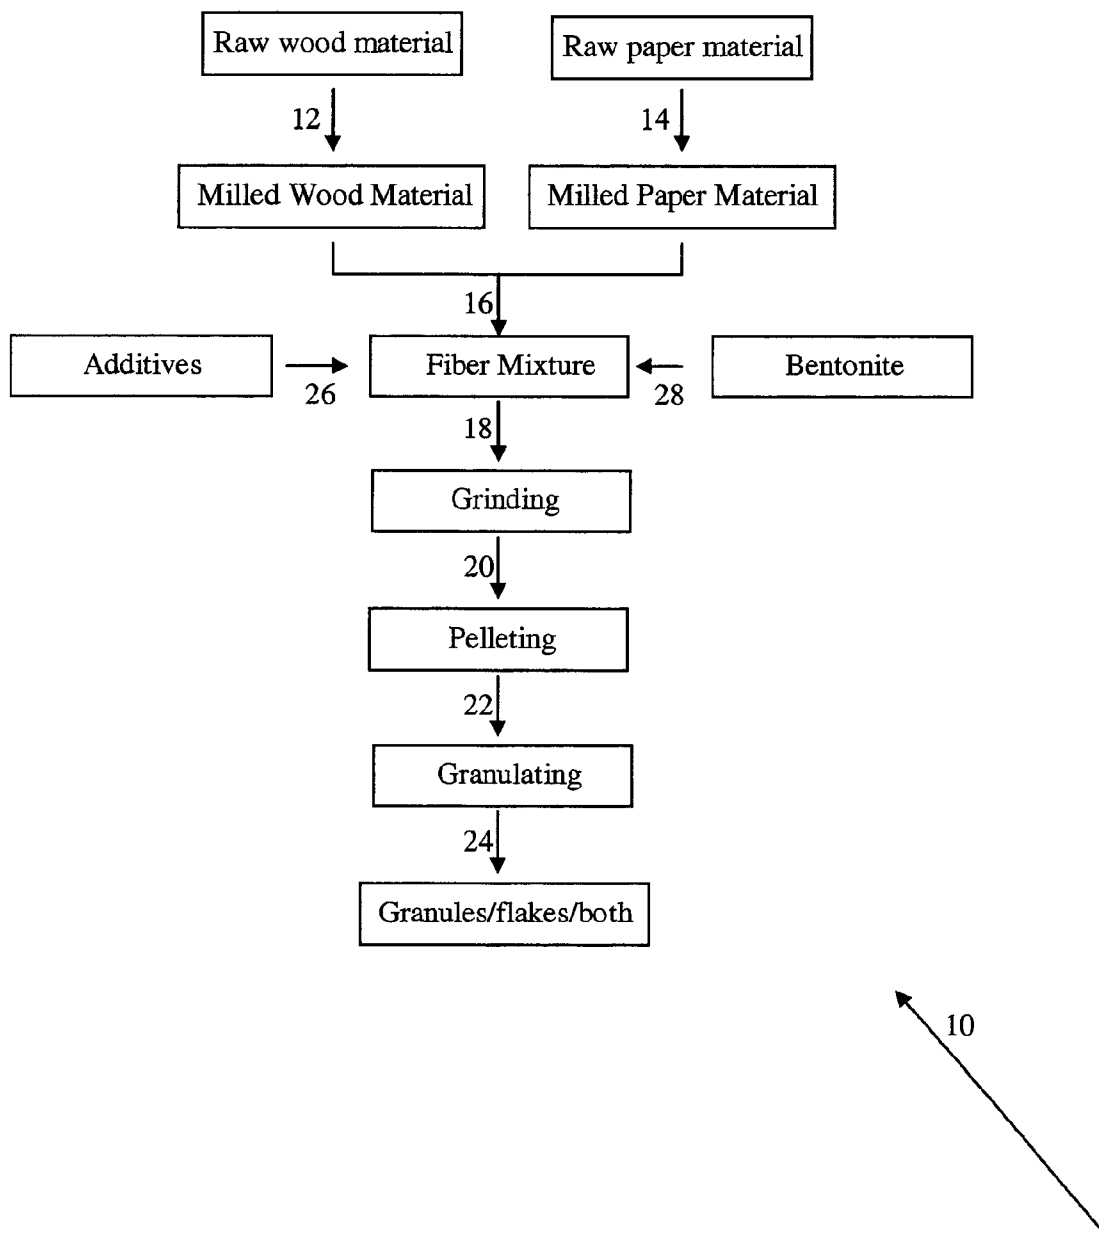 Raw wood material
Raw paper material
12
14
Milled Wood Material
Milled Paper Material
16
Additives
Fiber Mixture
Bentonite
26
28
18
Grinding
20
Pelleting
22
Granulating
24
Granules/flakes/both
10